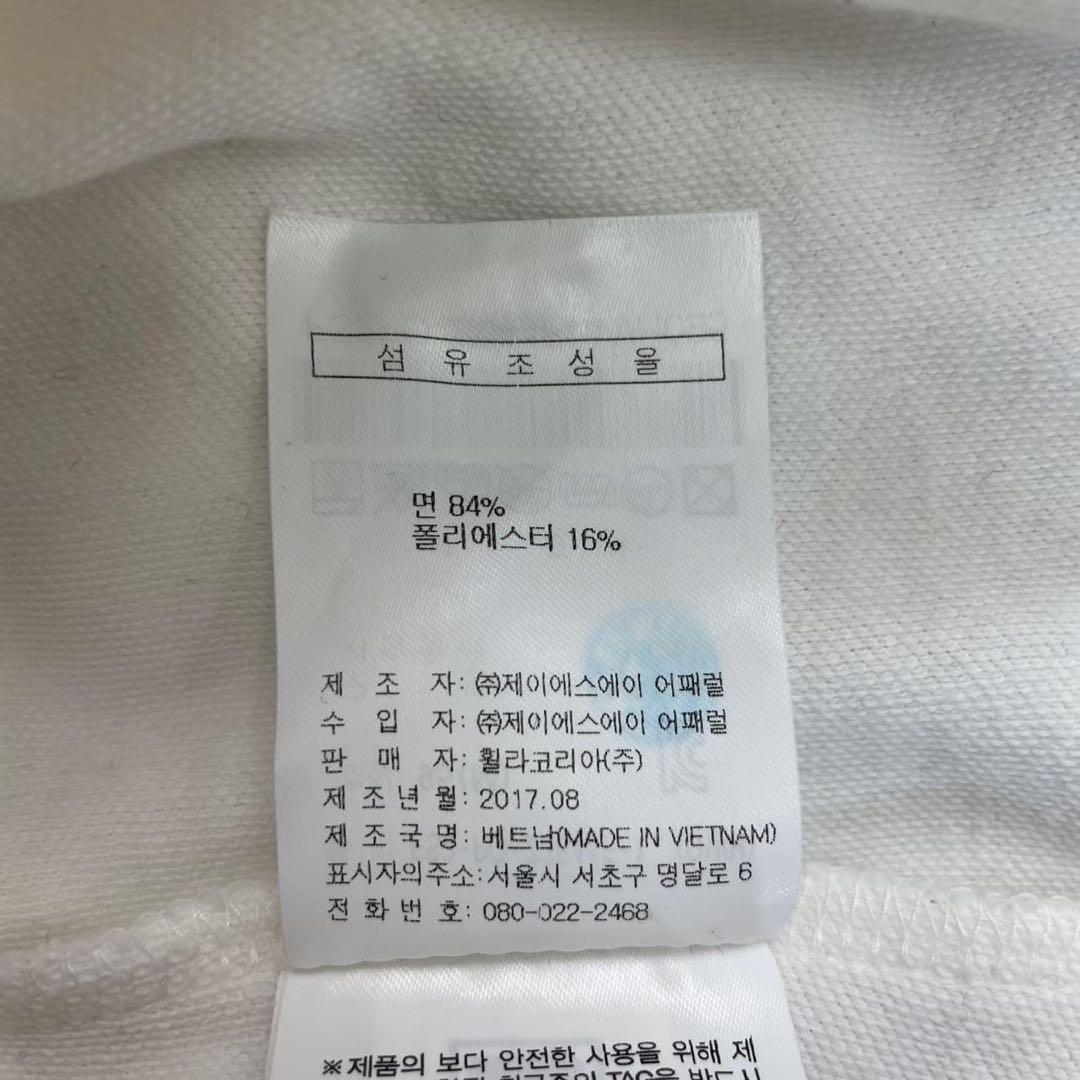 섬 유 조 성 율
면 84%
폴리에스터 16%
제 조 자: ㈜제이에스에이 어패럴
수 입 자: ㈜제이에스에이 어패럴
판 매 자: 휠라코리아(주)
제 조 년 월: 2017.08
제 조 국 명: 베트남(MADE IN VIETNAM)
표시자의주소: 서울시 서초구 명달로 6
전 화 번 호: 080-022-2468
※제품의 보다 안전한 사용을 위해 제